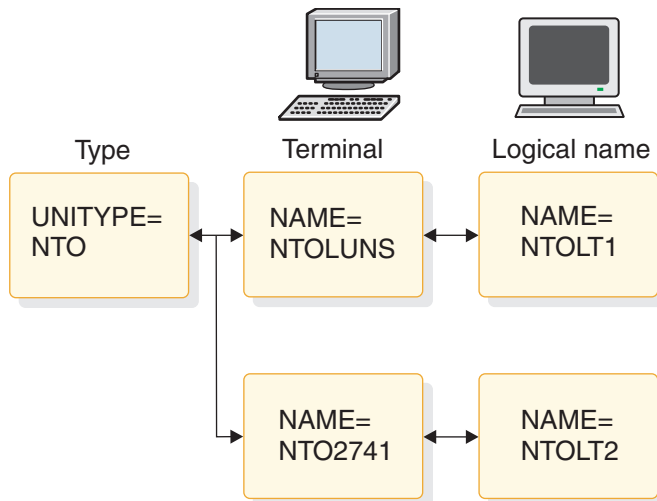 Type
Terminal
Logical name
UNITYPE=
NTO
NAME=
NTOLUNS
NAME=
NTOLT1
NAME=
NTO2741
NAME=
NTOLT2